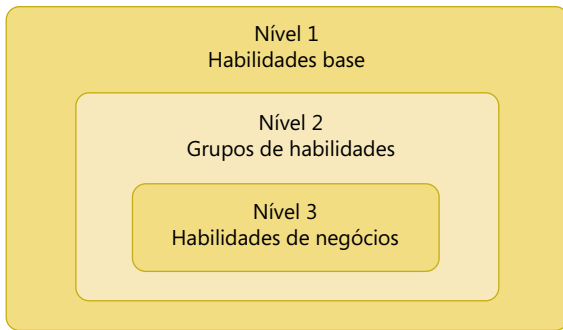 Nível 1
Habilidades base
Nível 2
Grupos de habilidades
Nível 3
Habilidades de negócios